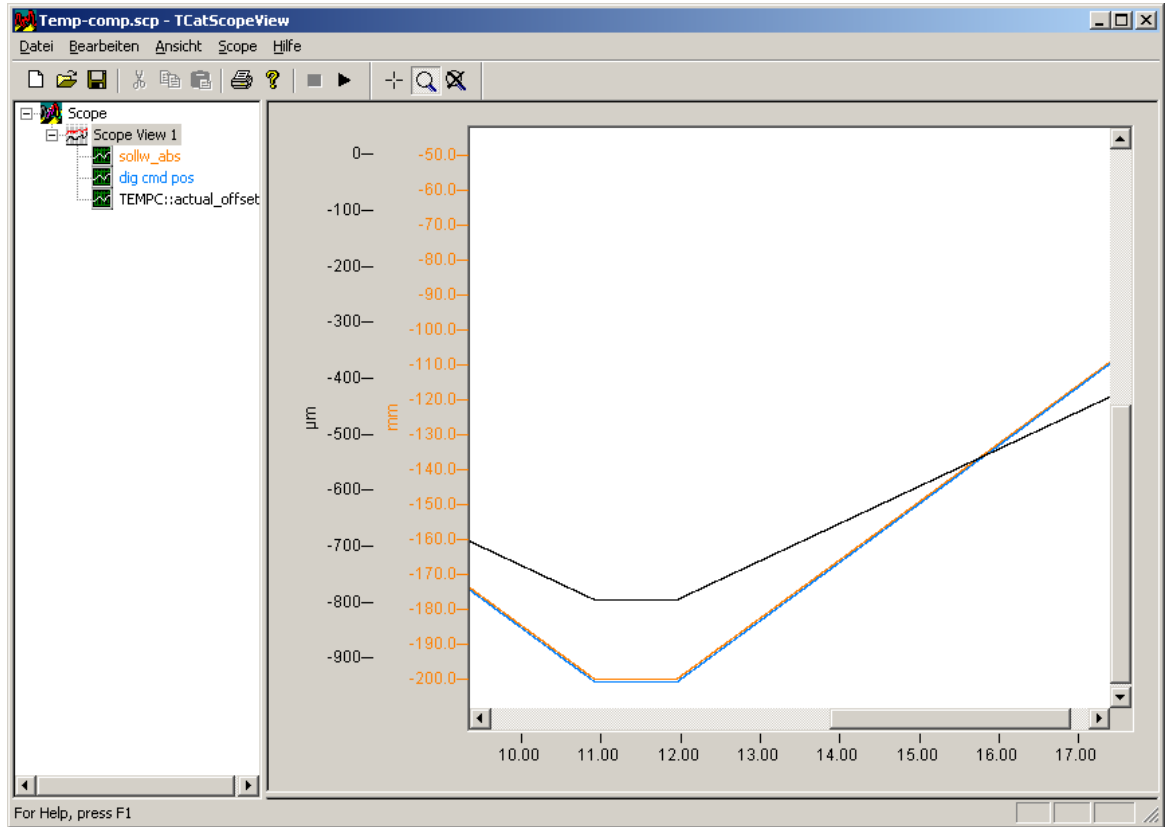 Temp-comp.scp - TCatScopeView
Datei Bearbeiten Ansicht Scope Hilfe
Scope
Scope View 1
sollw_abs
dig cmd pos
TEMPC::actual_offset
0
-100
-200
-300
-400
-500
-600
-700
-800
-900
µm
-50.0
-60.0
-70.0
-80.0
-90.0
-100.0
-110.0
-120.0
-130.0
-140.0
-150.0
-160.0
-170.0
-180.0
-190.0
-200.0
mm
10.00 11.00 12.00 13.00 14.00 15.00 16.00 17.00
For Help, press F1